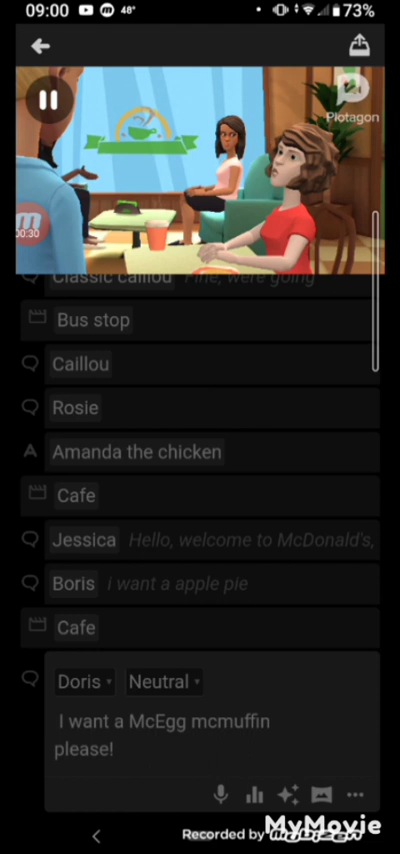 09:00
48°
73%
Plotagon
00:30
Classic caillou Fine, were going
Bus stop
Caillou
Rosie
Amanda the chicken
Cafe
Jessica Hello, welcome to McDonald's,
Boris i want a apple pie
Cafe
Doris Neutral
I want a McEgg mcmuffin
please!
Recorded by
MyMovie